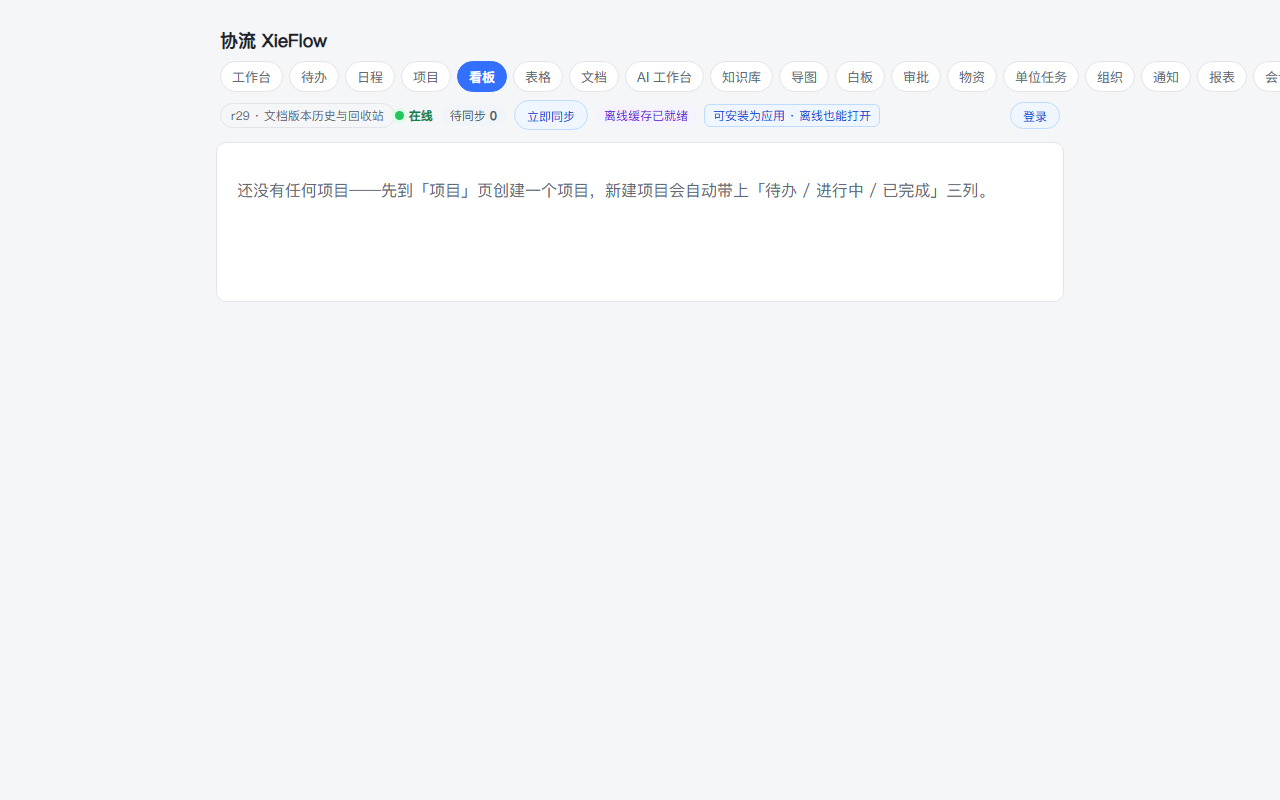 协流 XieFlow
工作台 待办 日程 项目 看板 表格 文档 AI 工作台 知识库 导图 白板 审批 物资 单位任务 组织 通知 报表 会
r29 · 文档版本历史与回收站 在线 待同步 0 立即同步 离线缓存已就绪 可安装为应用 · 离线也能打开 登录
还没有任何项目——先到「项目」页创建一个项目，新建项目会自动带上「待办 / 进行中 / 已完成」三列。